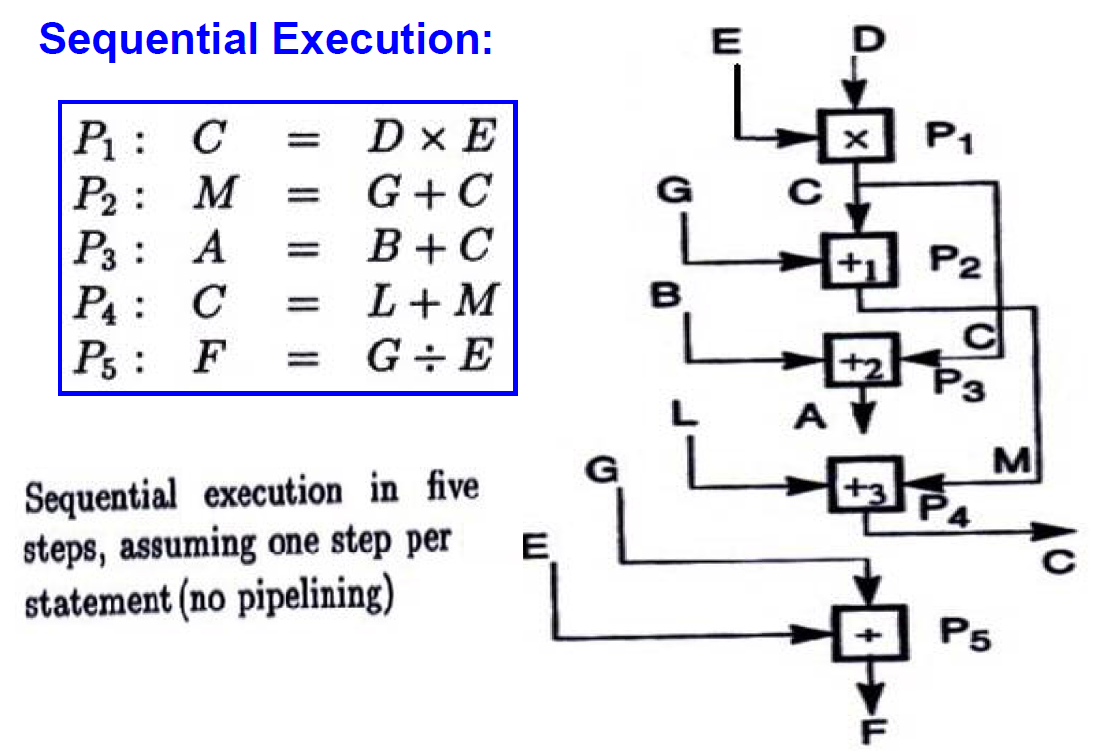 Sequential Execution:
P₁ : C = D × E
P₂ : M = G + C
P₃ : A = B + C
P₄ : C = L + M
P₅ : F = G ÷ E
Sequential execution in five
steps, assuming one step per
statement (no pipelining)
E D
× P₁
G C
+₁ P₂
B
C
+₂ P₃
L A
G M
+₃ P₄
E
C
÷ P₅
F